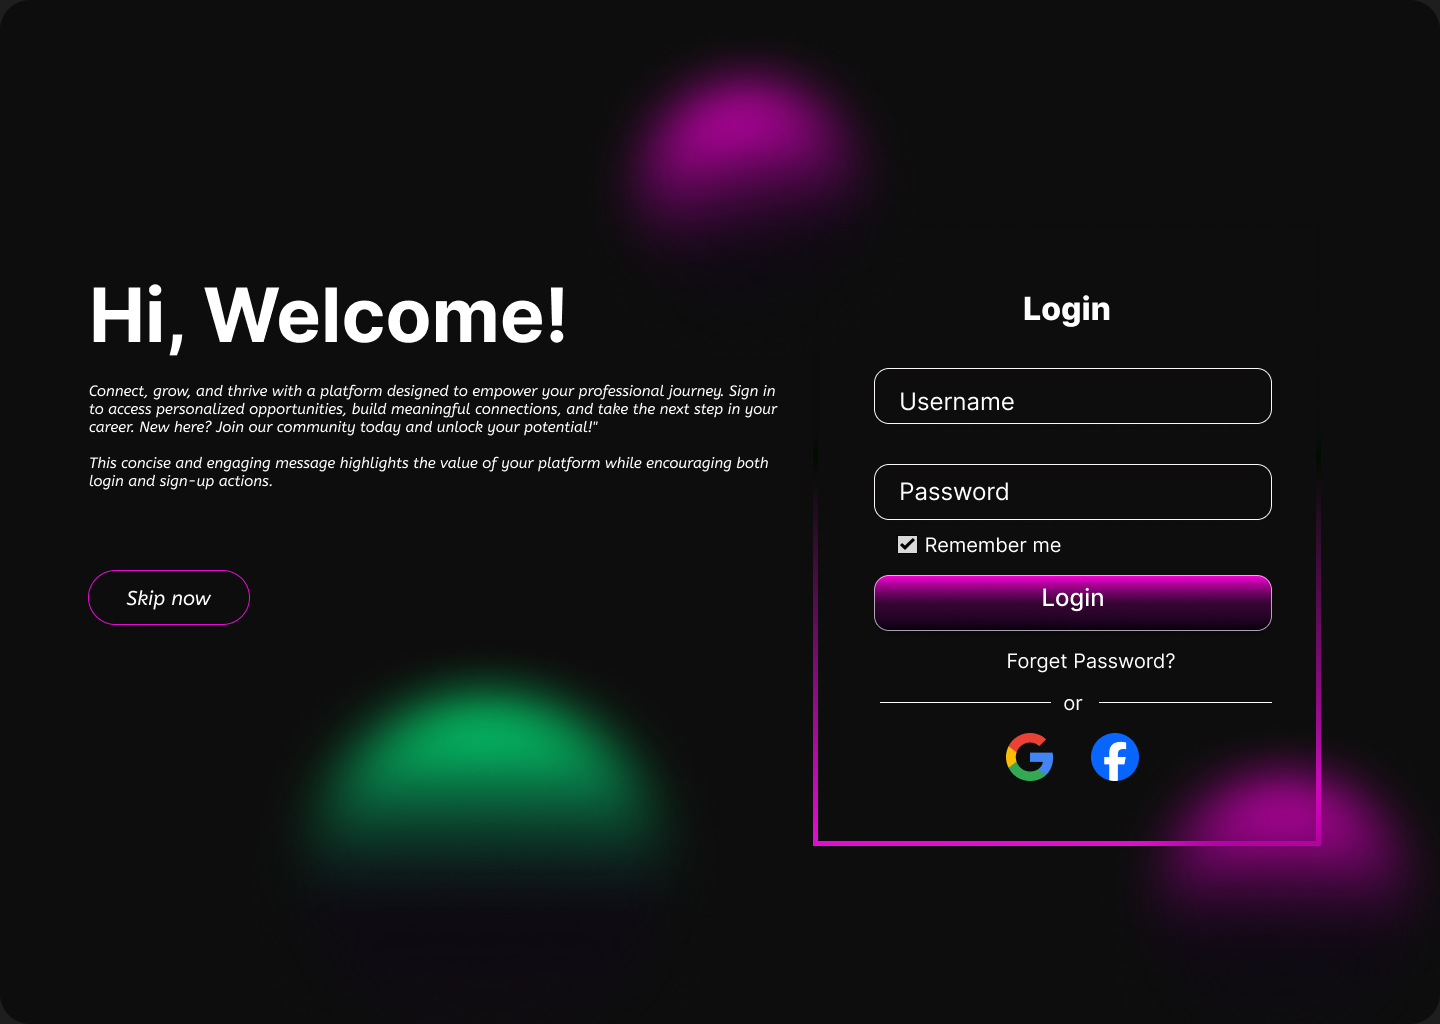 Hi, Welcome!
Connect, grow, and thrive with a platform designed to empower your professional journey. Sign in
to access personalized opportunities, build meaningful connections, and take the next step in your
career. New here? Join our community today and unlock your potential!"
This concise and engaging message highlights the value of your platform while encouraging both
login and sign-up actions.
Skip now
Login
Username
Password
Remember me
Login
Forget Password?
or